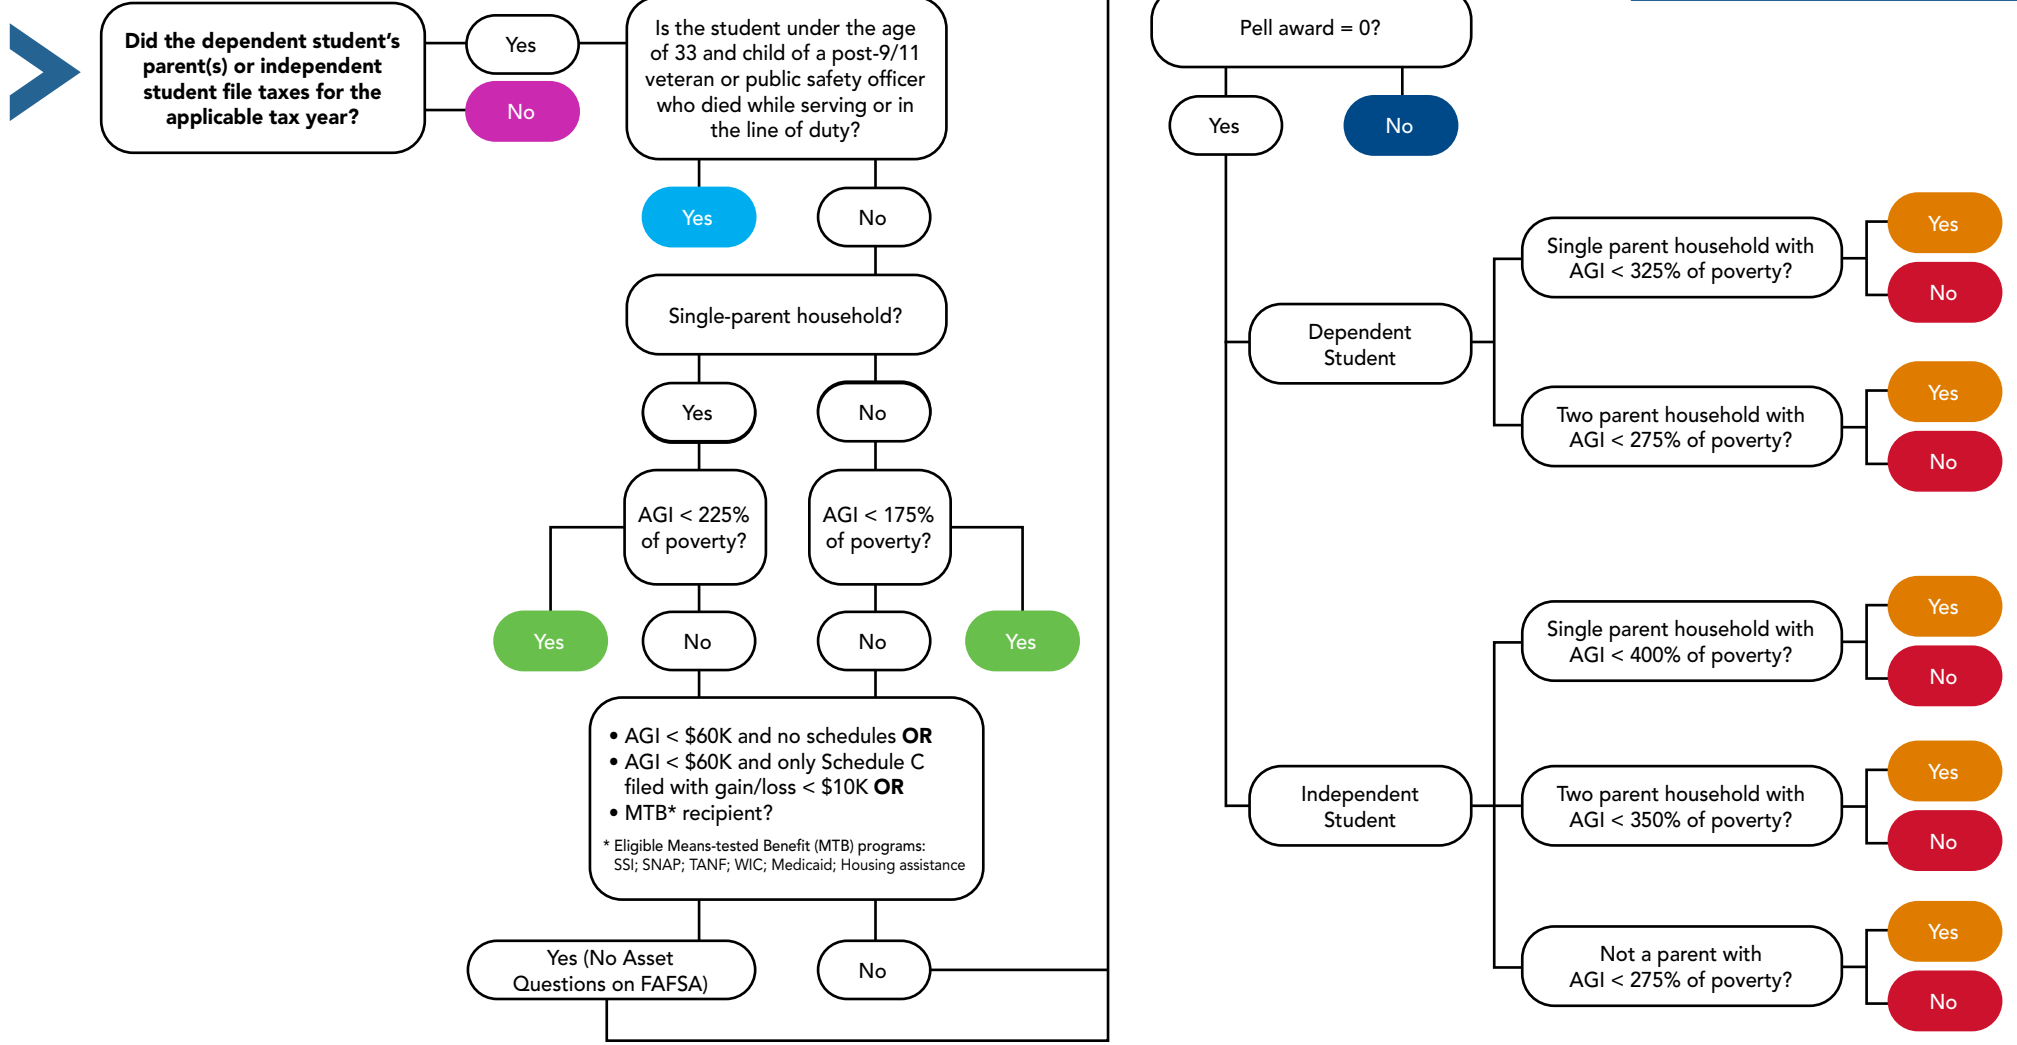 Did the dependent student's
parent(s) or independent
student file taxes for the
applicable tax year?
Yes
No
Is the student under the age
of 33 and child of a post-9/11
veteran or public safety officer
who died while serving or in
the line of duty?
Yes
No
Single-parent household?
Yes
No
AGI < 225%
of poverty?
AGI < 175%
of poverty?
Yes
No
No
Yes
• AGI < $60K and no schedules OR
• AGI < $60K and only Schedule C
filed with gain/loss < $10K OR
• MTB* recipient?
* Eligible Means-tested Benefit (MTB) programs:
SSI; SNAP; TANF; WIC; Medicaid; Housing assistance
Yes (No Asset
Questions on FAFSA)
No
Pell award = 0?
Yes
No
Dependent
Student
Single parent household with
AGI < 325% of poverty?
Yes
No
Two parent household with
AGI < 275% of poverty?
Yes
No
Independent
Student
Single parent household with
AGI < 400% of poverty?
Yes
No
Two parent household with
AGI < 350% of poverty?
Yes
No
Not a parent with
AGI < 275% of poverty?
Yes
No